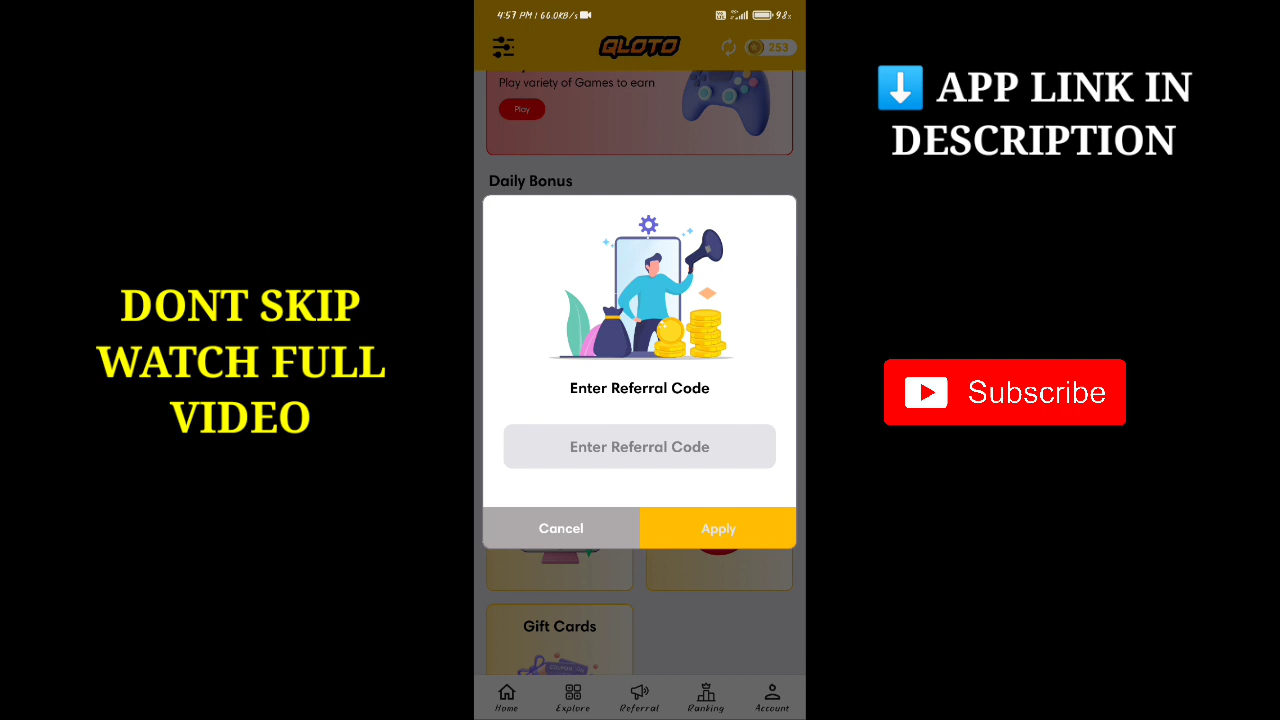 4:57 PM | 66.0KB/s
98%
QLOTO
253
Play variety of Games to earn
Play
Daily Bonus
Enter Referral Code
Enter Referral Code
Cancel
Apply
Gift Cards
Home
Explore
Referral
Ranking
Account
DONT SKIP
WATCH FULL
VIDEO
⬇️ APP LINK IN
DESCRIPTION
Subscribe